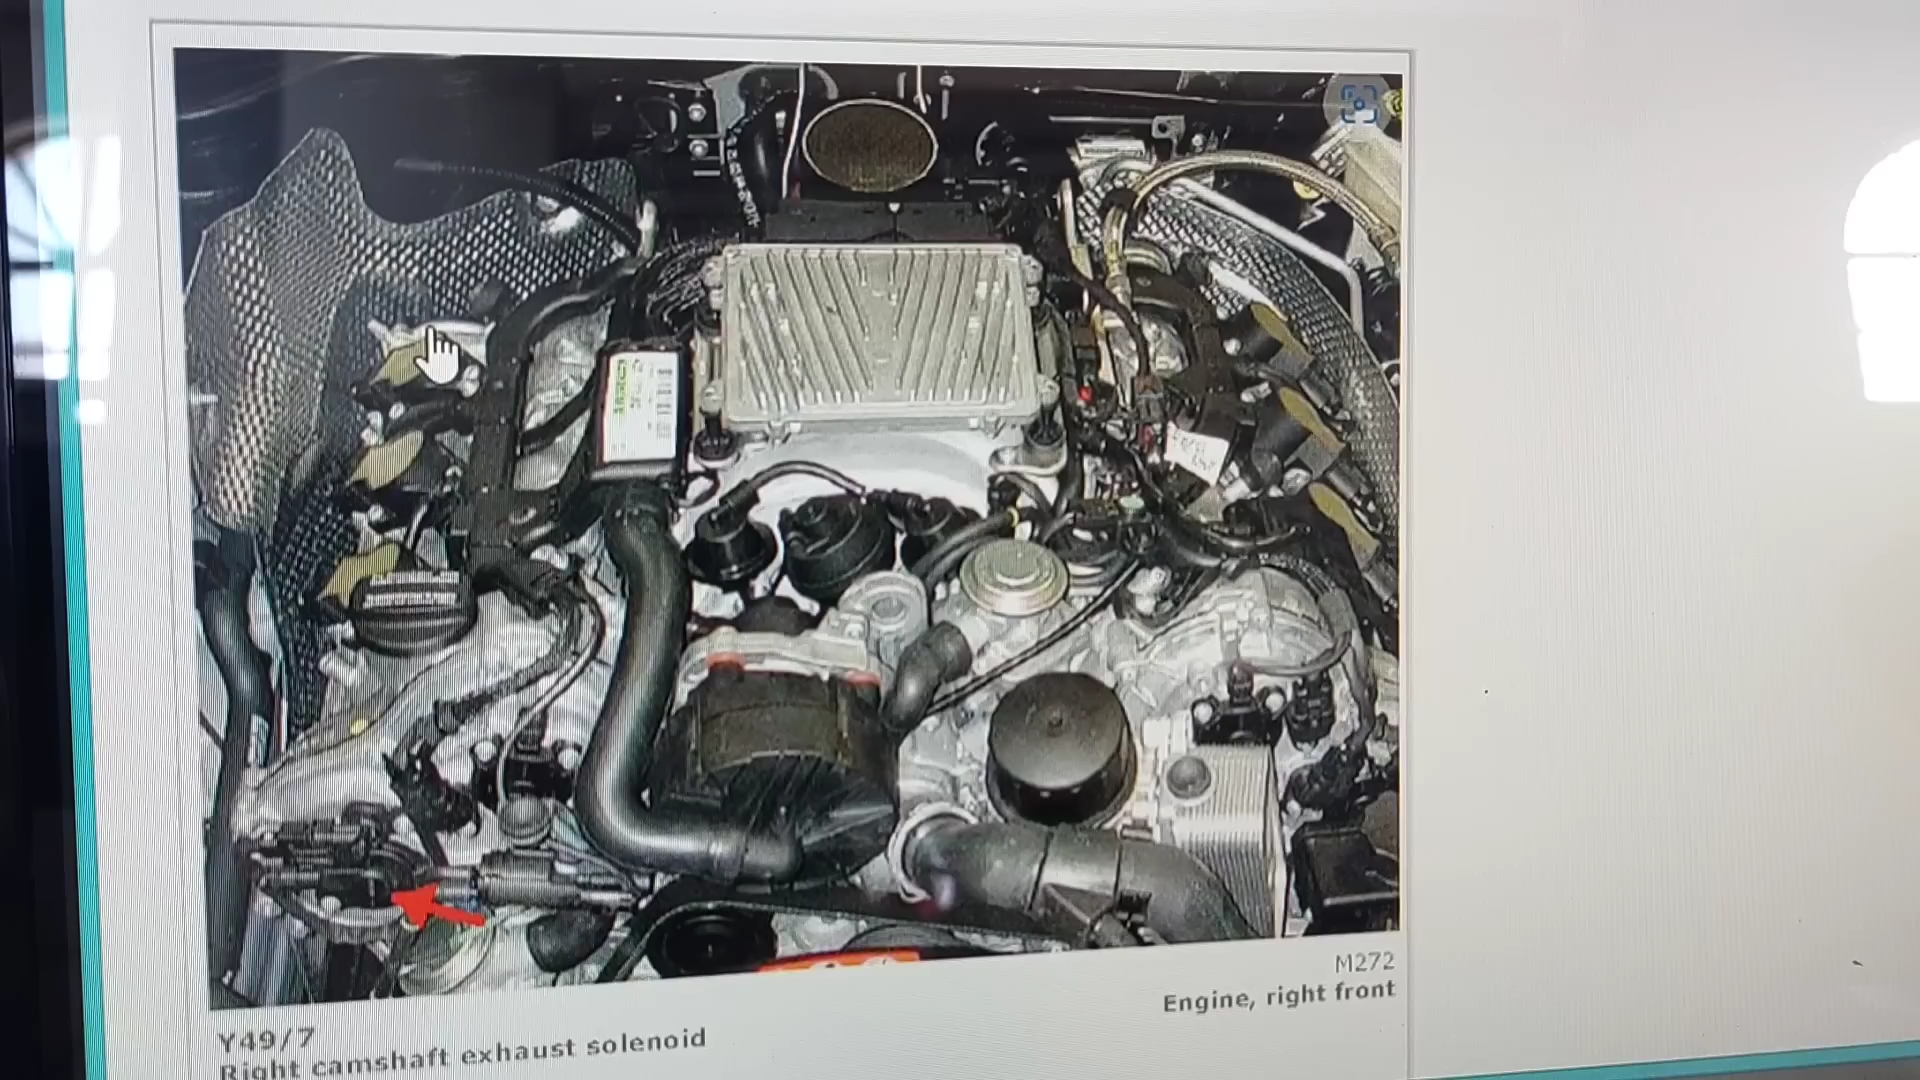 M272
Engine, right front
Y49/7
Right camshaft exhaust solenoid